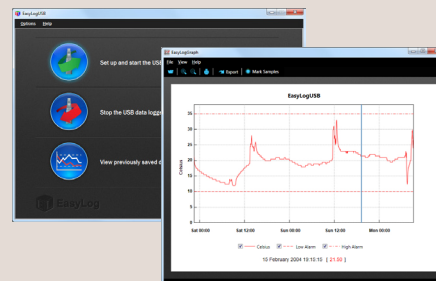 EasyLogUSB
Options Help
Set up and start the USB
Stop the USB data logge
View previously saved d
EasyLog
EasyLogGraph
File View Help
Export Mark Samples
EasyLogUSB
35
30
25
20
15
10
5
0
Celsius
Sat 00:00 Sat 12:00 Sun 00:00 Sun 12:00 Mon 00:00
Celsius Low Alarm High Alarm
15 February 2004 19:15:10 [ 21.00 ]